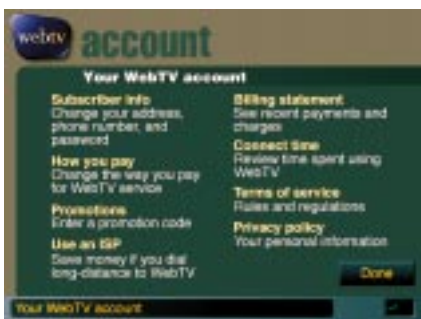 webtv
account
Your WebTV account
Subscriber info
Change your address,
phone number, and
password
How you pay
Change the way you pay
for WebTV service
Promotions
Enter a promotion code
Use an ISP
Save money if you dial
long-distance to WebTV
Billing statement
See recent payments and
charges
Connect time
Review time spent using
WebTV
Terms of service
Rules and regulations
Privacy policy
Your personal information
Done
Your WebTV account